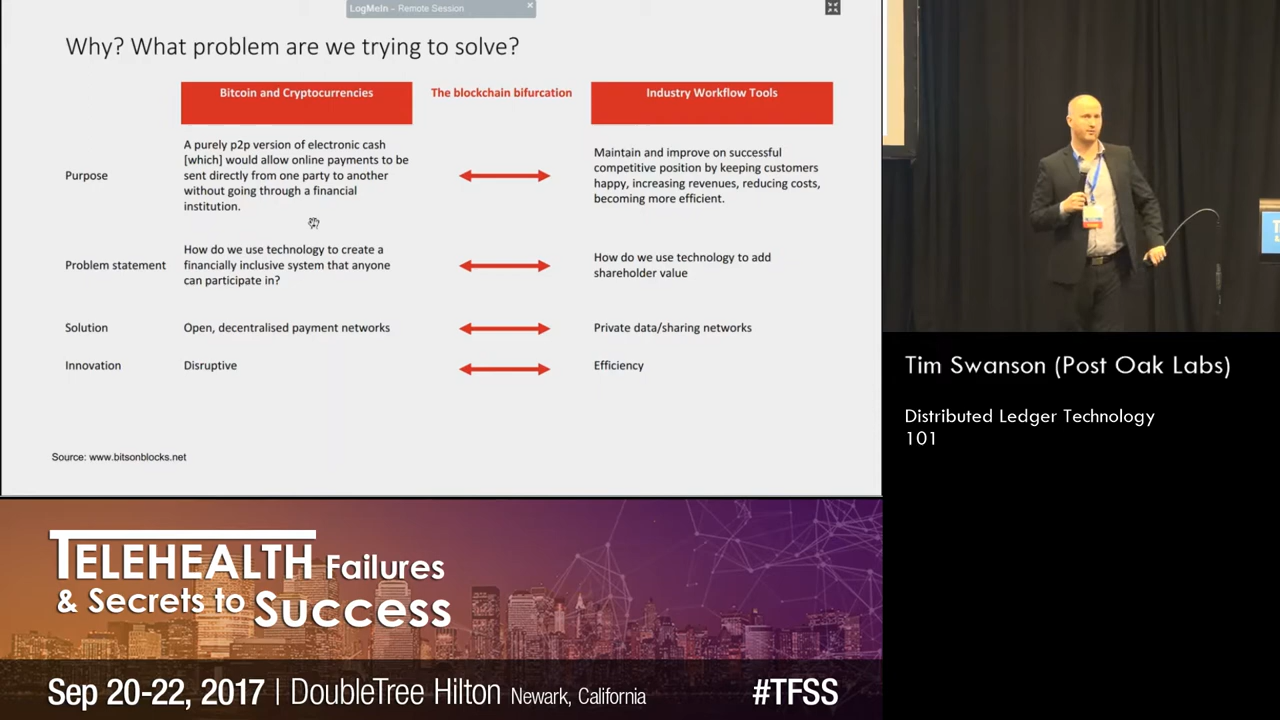 LogMeIn – Remote Session
Why? What problem are we trying to solve?
Bitcoin and Cryptocurrencies
The blockchain bifurcation
Industry Workflow Tools
Purpose
A purely p2p version of electronic cash
[which] would allow online payments to be
sent directly from one party to another
without going through a financial
institution.
Maintain and improve on successful
competitive position by keeping customers
happy, increasing revenues, reducing costs,
becoming more efficient.
Problem statement
How do we use technology to create a
financially inclusive system that anyone
can participate in?
How do we use technology to add
shareholder value
Solution
Open, decentralised payment networks
Private data/sharing networks
Innovation
Disruptive
Efficiency
Source: www.bitsonblocks.net
Tim Swanson (Post Oak Labs)
Distributed Ledger Technology
101
TELEHEALTH Failures
& Secrets to Success
Sep 20-22, 2017 | DoubleTree Hilton Newark, California
#TFSS